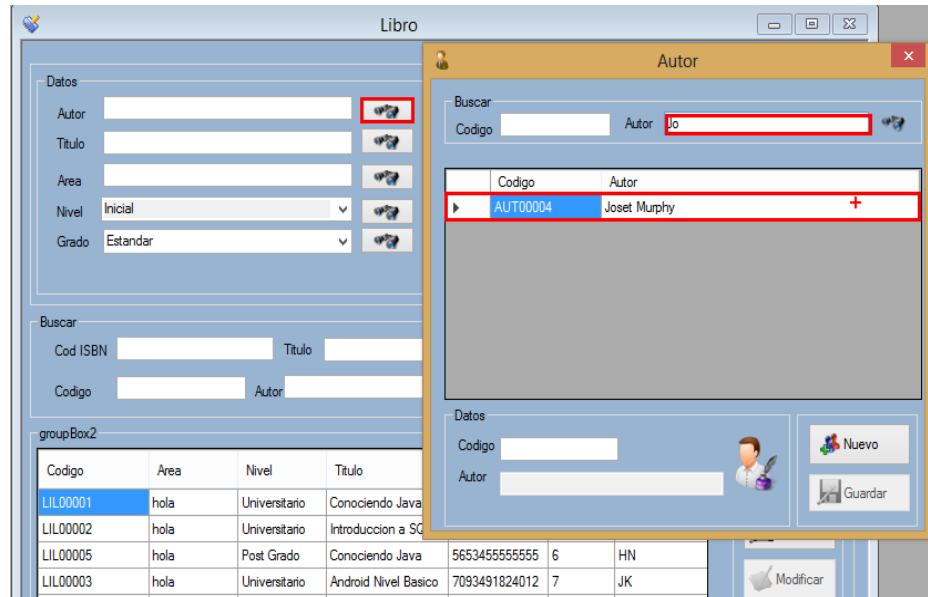 Libro
Datos
Autor
Titulo
Area
Nivel Inicial
Grado Estandar
Buscar
Cod ISBN Titulo
Codigo Autor
groupBox2
Codigo Area Nivel Titulo
LIL00001 hola Universitario Conociendo Java
LIL00002 hola Universitario Introduccion a SQ
LIL00005 hola Post Grado Conociendo Java 5653455555555 6 HN
LIL00003 hola Universitario Android Nivel Basico 7093491824012 7 JK
Modificar
Autor
Buscar
Codigo Autor Jo
Codigo Autor
AUT00004 Joset Murphy
Datos
Codigo
Autor
Nuevo
Guardar